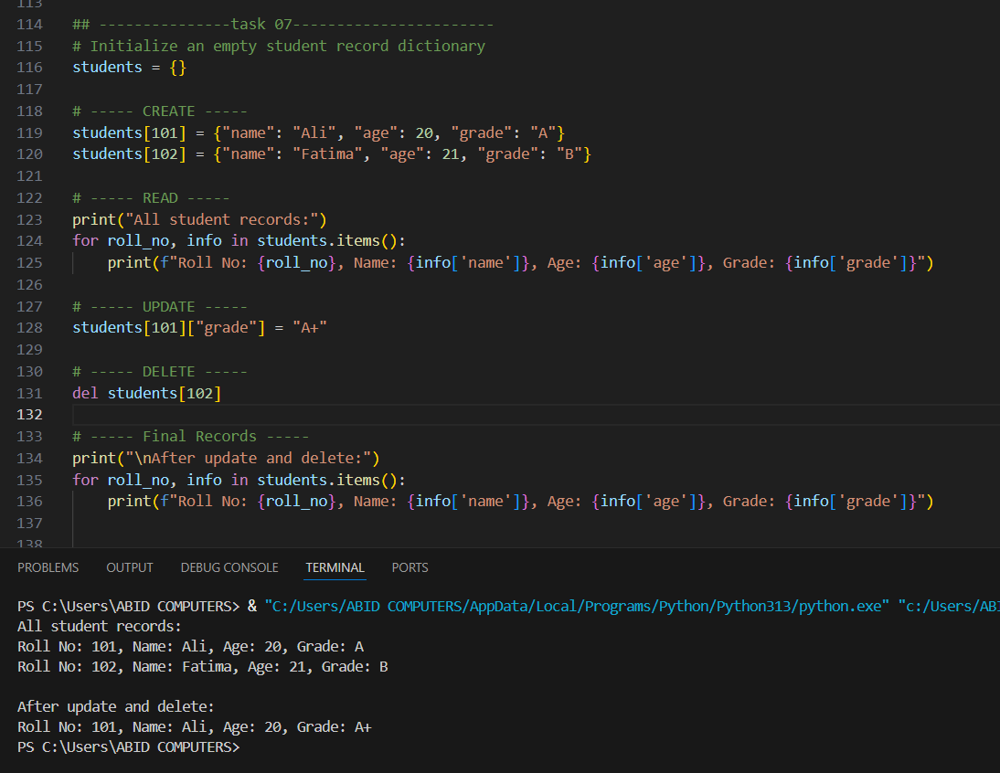 113
114 ## ---------------task 07-----------------------
115 # Initialize an empty student record dictionary
116 students = {}
117
118 # ----- CREATE -----
119 students[101] = {"name": "Ali", "age": 20, "grade": "A"}
120 students[102] = {"name": "Fatima", "age": 21, "grade": "B"}
121
122 # ----- READ -----
123 print("All student records:")
124 for roll_no, info in students.items():
125     print(f"Roll No: {roll_no}, Name: {info['name']}, Age: {info['age']}, Grade: {info['grade']}")
126
127 # ----- UPDATE -----
128 students[101]["grade"] = "A+"
129
130 # ----- DELETE -----
131 del students[102]
132
133 # ----- Final Records -----
134 print("\nAfter update and delete:")
135 for roll_no, info in students.items():
136     print(f"Roll No: {roll_no}, Name: {info['name']}, Age: {info['age']}, Grade: {info['grade']}")
137
138
PROBLEMS OUTPUT DEBUG CONSOLE TERMINAL PORTS
PS C:\Users\ABID COMPUTERS> & "C:/Users/ABID COMPUTERS/AppData/Local/Programs/Python/Python313/python.exe" "c:/Users/ABI
All student records:
Roll No: 101, Name: Ali, Age: 20, Grade: A
Roll No: 102, Name: Fatima, Age: 21, Grade: B

After update and delete:
Roll No: 101, Name: Ali, Age: 20, Grade: A+
PS C:\Users\ABID COMPUTERS>